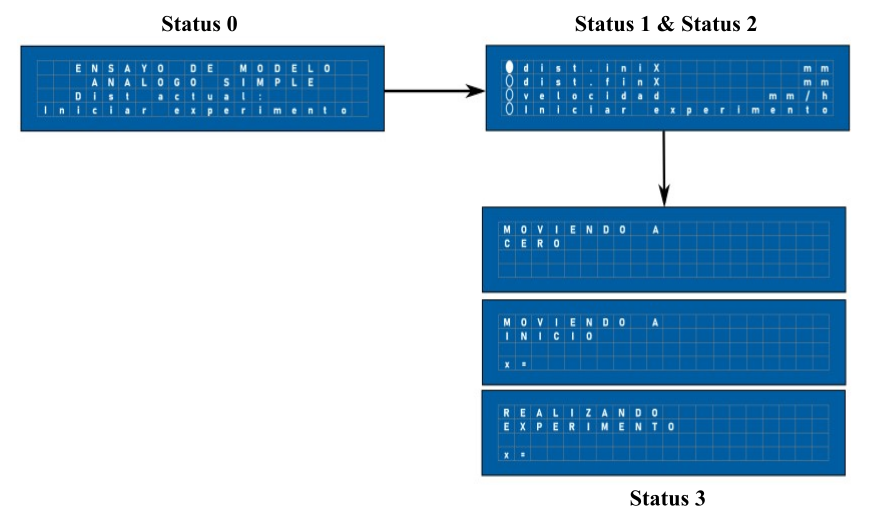 Status 0
ENSAYO DE MODELO
ANALOGO SIMPLE
Dist actual:
Iniciar experimento
Status 1 & Status 2
dist.iniX mm
dist.finX mm
velocidad mm/h
Iniciar experimento
MOVIENDO A
CERO
MOVIENDO A
INICIO
x =
REALIZANDO
EXPERIMENTO
x =
Status 3